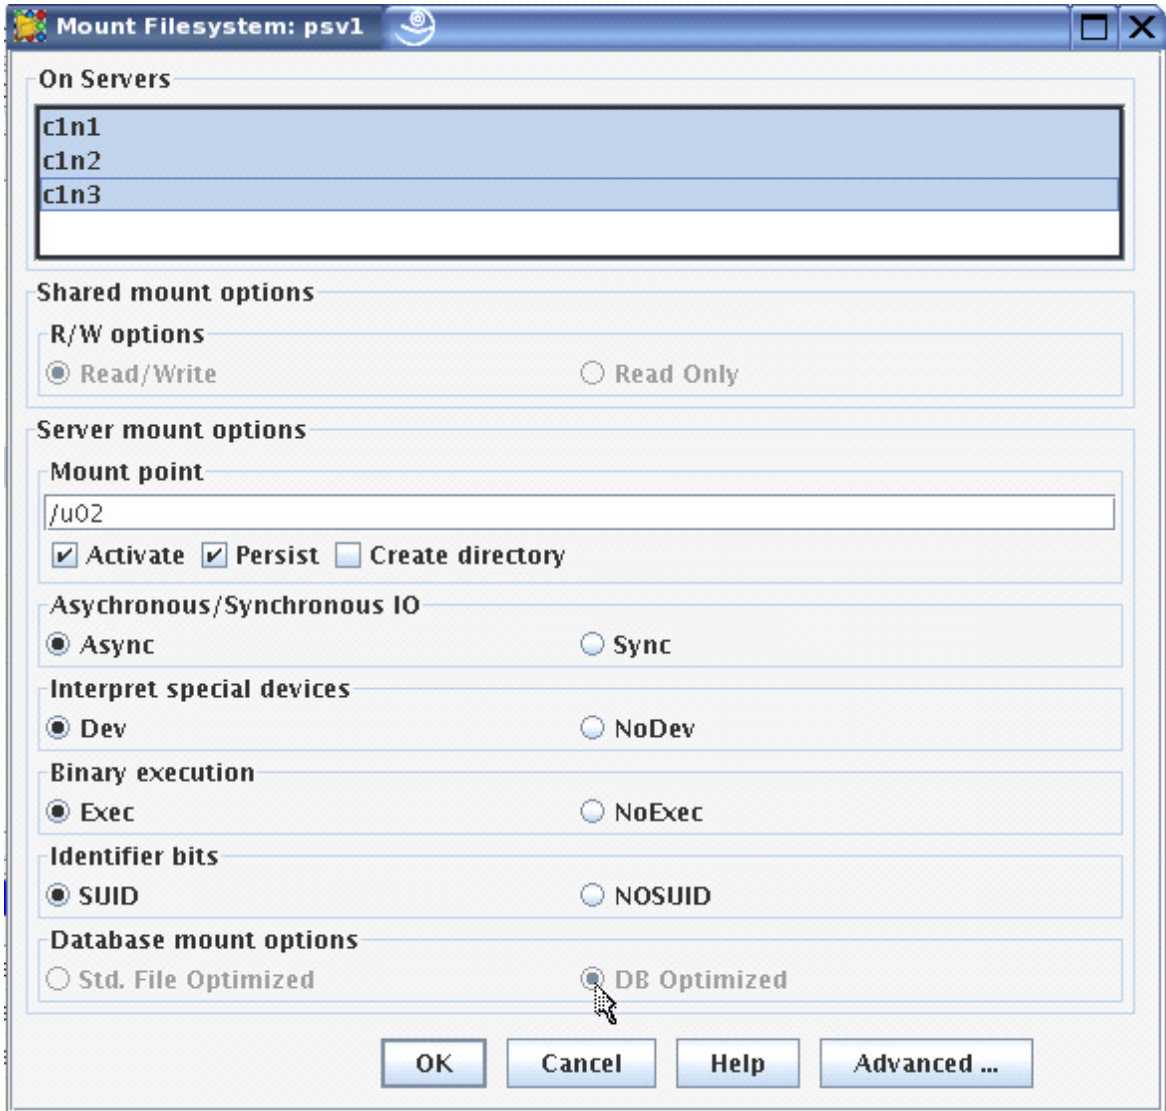 Mount Filesystem: psv1
On Servers
c1n1
c1n2
c1n3
Shared mount options
R/W options
Read/Write Read Only
Server mount options
Mount point
/u02
Activate Persist Create directory
Asychronous/Synchronous IO
Async Sync
Interpret special devices
Dev NoDev
Binary execution
Exec NoExec
Identifier bits
SUID NOSUID
Database mount options
Std. File Optimized DB Optimized
OK Cancel Help Advanced ...